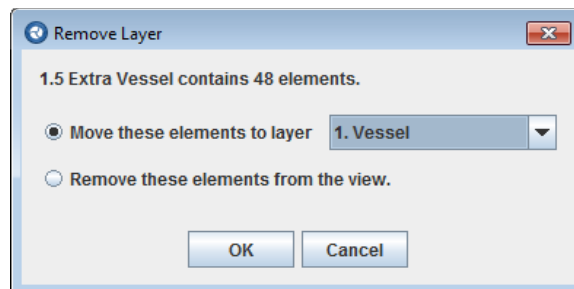 Remove Layer
1.5 Extra Vessel contains 48 elements.
Move these elements to layer 1. Vessel
Remove these elements from the view.
OK Cancel